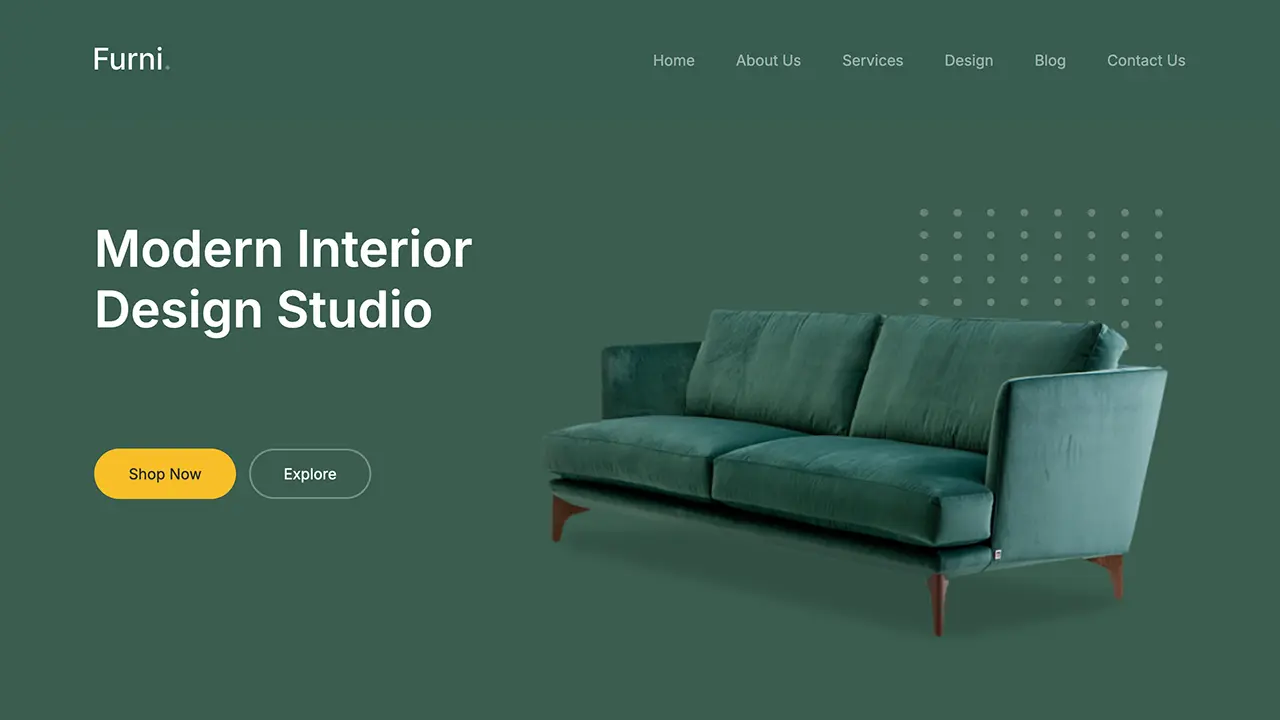 Furni.
Home About Us Services Design Blog Contact Us
Modern Interior
Design Studio
Shop Now Explore